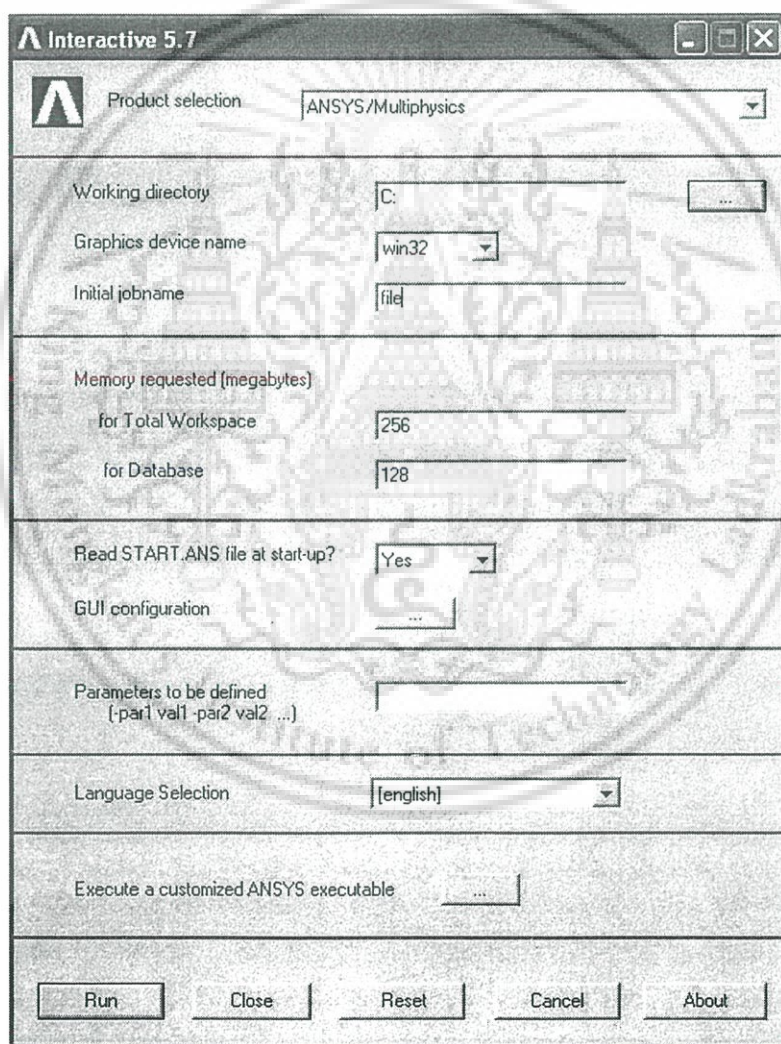 Interactive 5.7
Product selection
ANSYS/Multiphysics
Working directory
C:
...
Graphics device name
win32
Initial jobname
file
Memory requested (megabytes)
for Total Workspace
256
for Database
128
Read START.ANS file at start-up?
Yes
GUI configuration
...
Parameters to be defined
(-par1 val1 -par2 val2 ...)
Language Selection
[english]
Execute a customized ANSYS executable
...
Run
Close
Reset
Cancel
About
of Technology